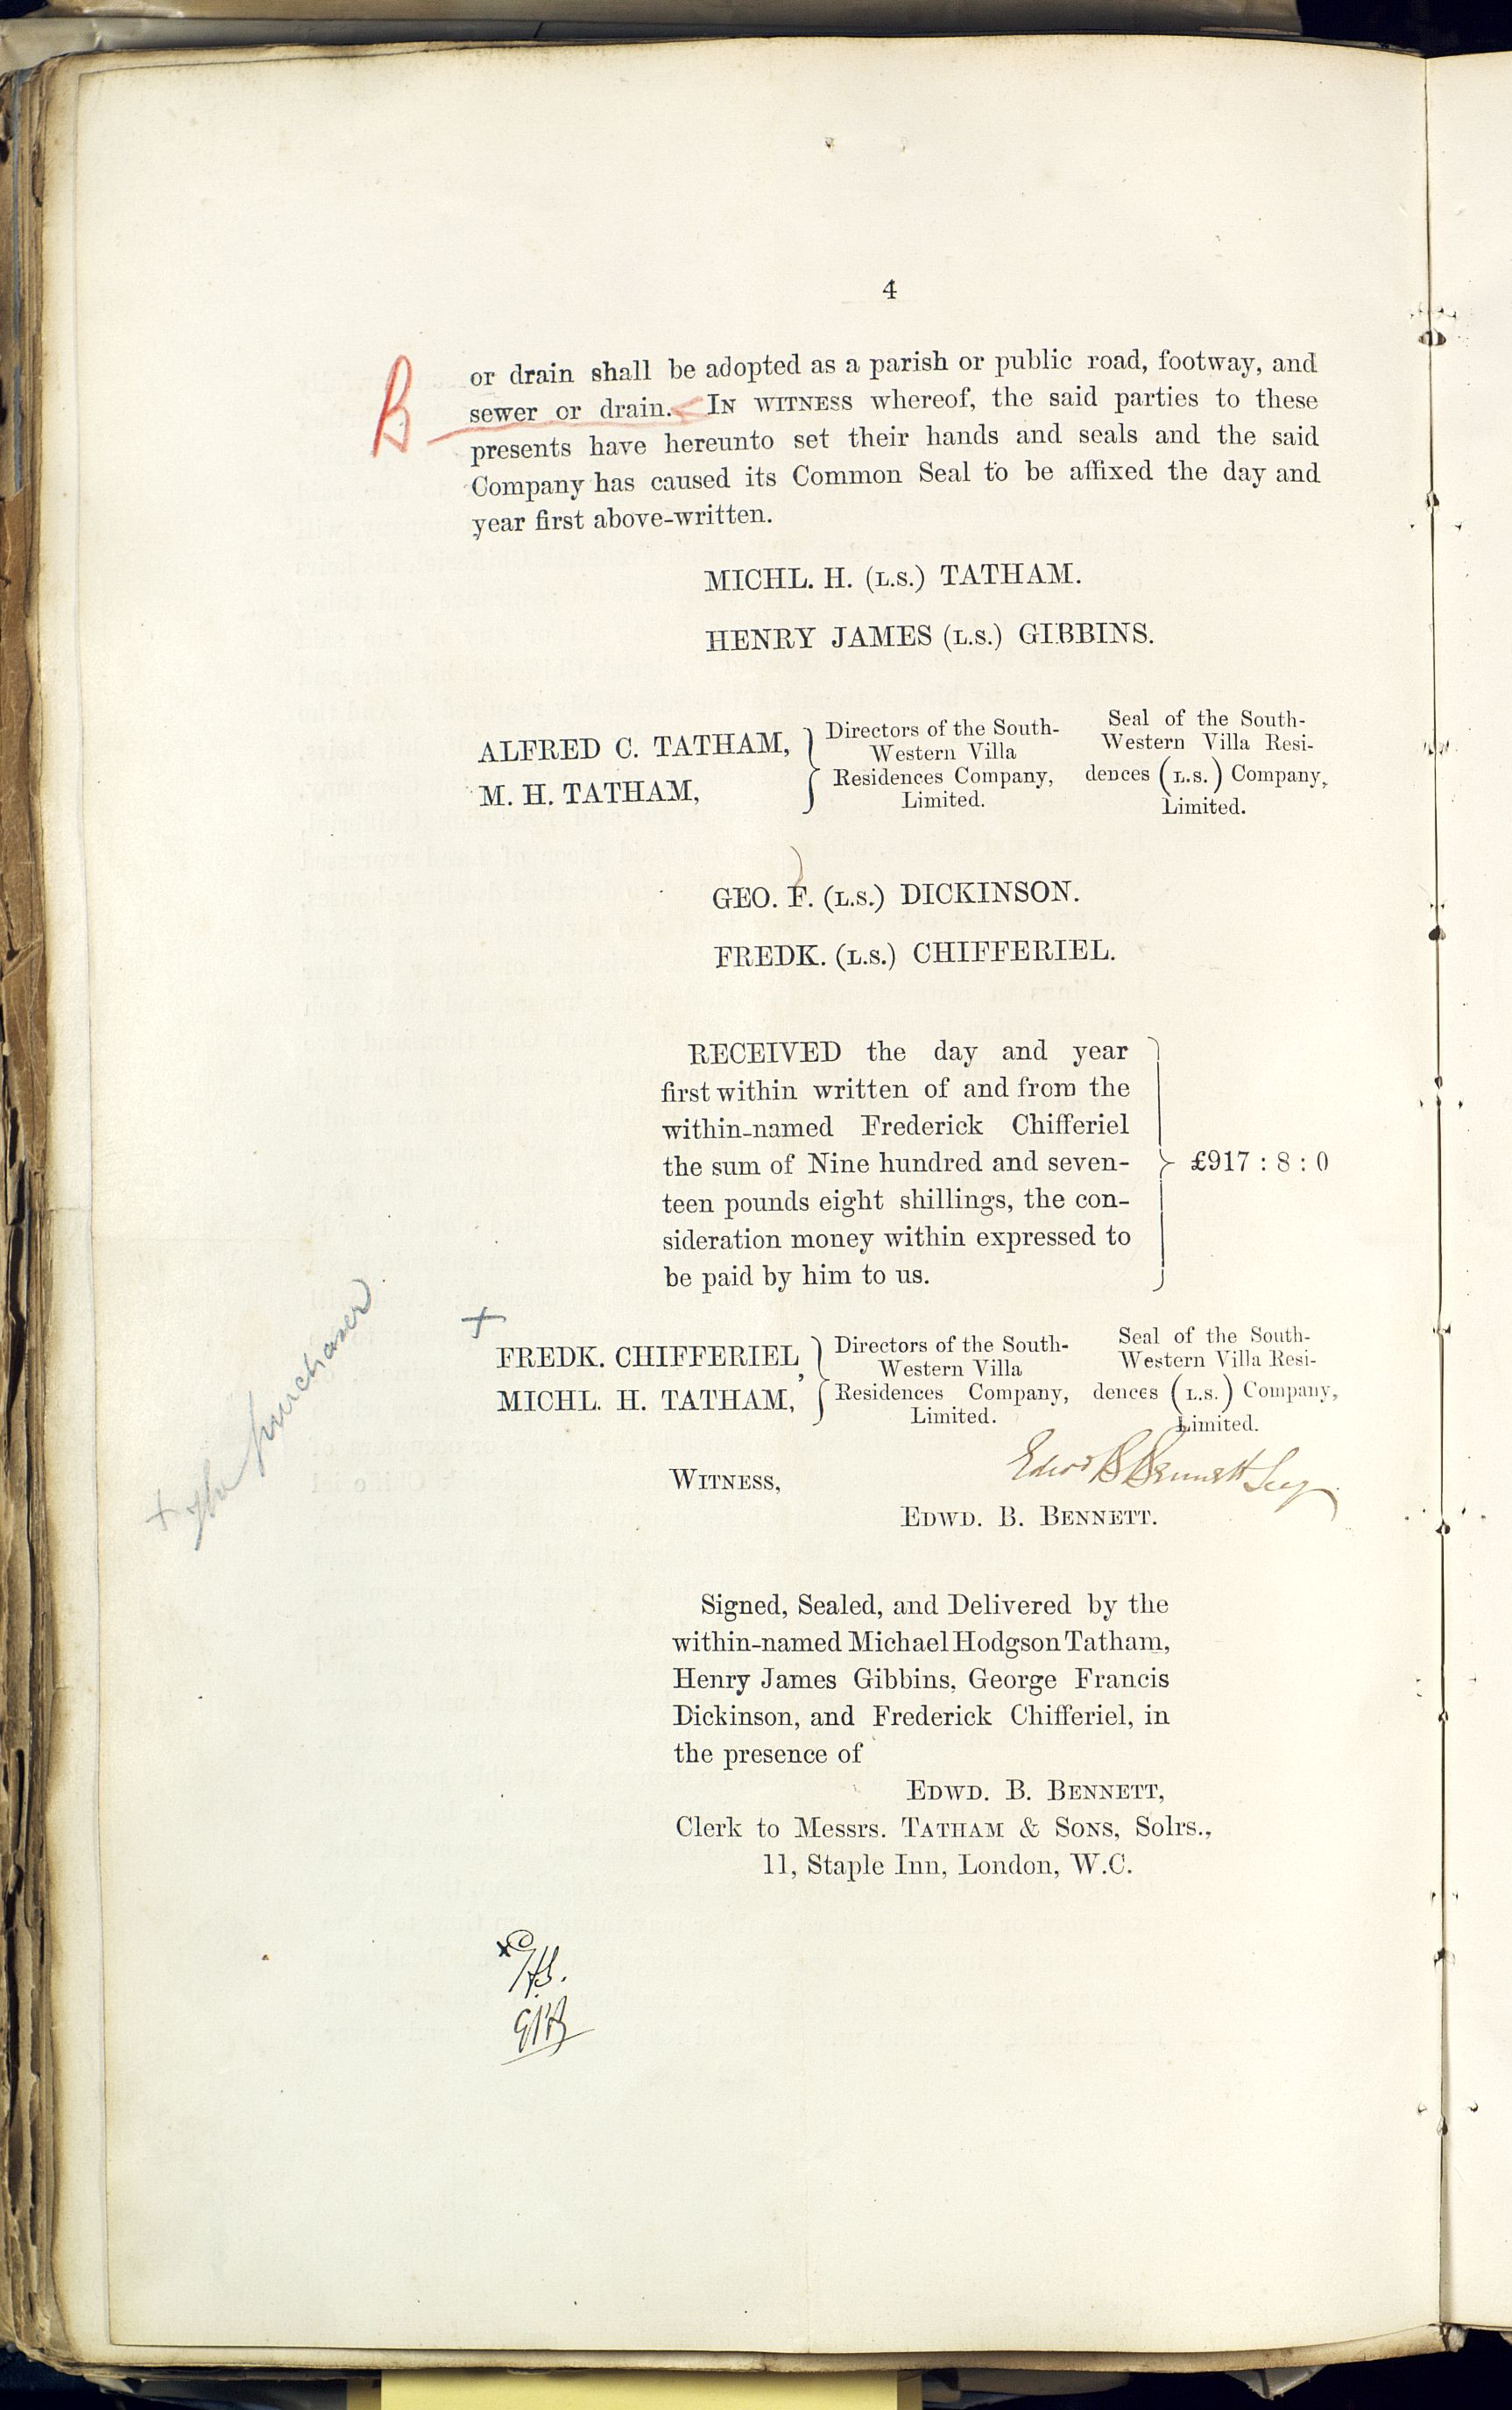 4
B
or drain shall be adopted as a parish or public road, footway, and
sewer or drain. IN WITNESS whereof, the said parties to these
presents have hereunto set their hands and seals and the said
Company has caused its Common Seal to be affixed the day and
year first above-written.
MICHL. H. (L.S.) TATHAM.
HENRY JAMES (L.S.) GIBBINS.
ALFRED C. TATHAM,
M. H. TATHAM,
Directors of the South-
Western Villa
Residences Company,
Limited.
Seal of the South-
Western Villa Resi-
dences (L.S.) Company,
Limited.
GEO. F. (L.S.) DICKINSON.
FREDK. (L.S.) CHIFFERIEL.
RECEIVED the day and year
first within written of and from the
within-named Frederick Chifferiel
the sum of Nine hundred and seven-
teen pounds eight shillings, the con-
sideration money within expressed to
be paid by him to us.
£917 : 8 : 0
+
FREDK. CHIFFERIEL,
MICHL. H. TATHAM,
Directors of the South-
Western Villa
Residences Company,
Limited.
Seal of the South-
Western Villa Resi-
dences (L.S.) Company,
Limited.
+ purchaser
Edwd B Bennett
WITNESS,
EDWD. B. BENNETT.
Signed, Sealed, and Delivered by the
within-named Michael Hodgson Tatham,
Henry James Gibbins, George Francis
Dickinson, and Frederick Chifferiel, in
the presence of
EDWD. B. BENNETT,
Clerk to Messrs. TATHAM & SONS, Solrs.,
11, Staple Inn, London, W.C.